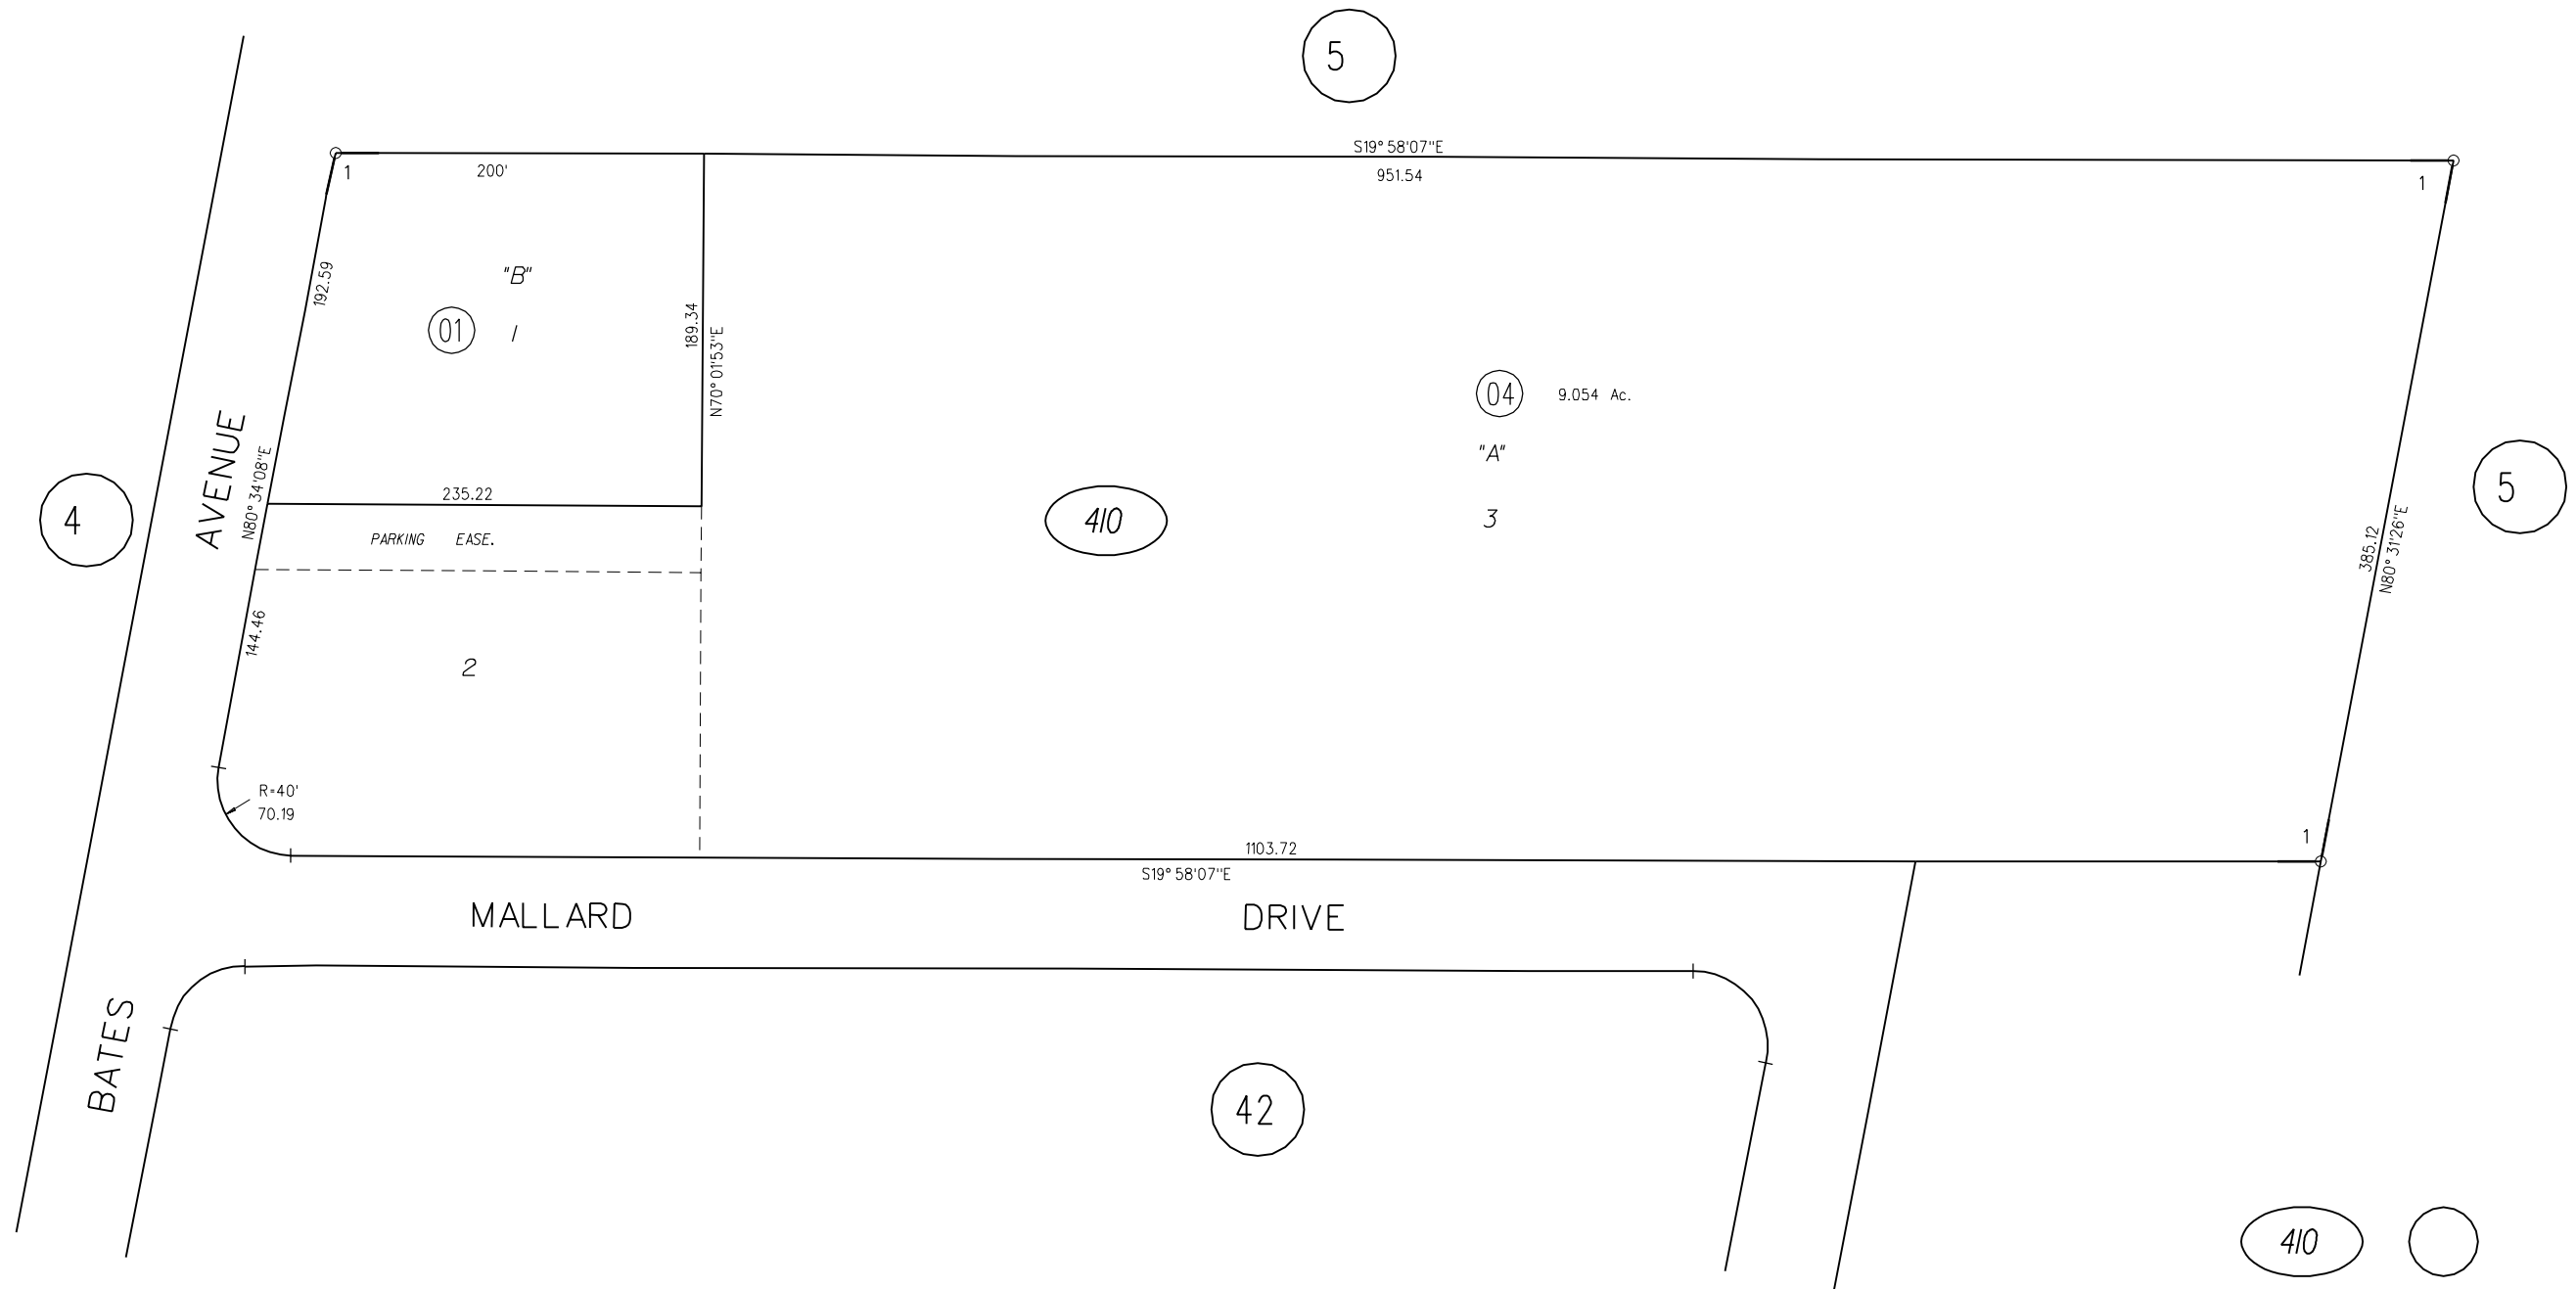 5
S19° 58'07"E
1
200'
951.54
1
192.59
"B"
01
1
189.34
N70° 01'53"E
04 9.054 Ac.
"A"
3
410
5
4
AVENUE
N80° 34'08"E
235.22
PARKING EASE.
385.12
N80° 31'26"E
144.46
2
R=40'
70.19
1103.72
1
S19° 58'07"E
MALLARD DRIVE
BATES
42
410